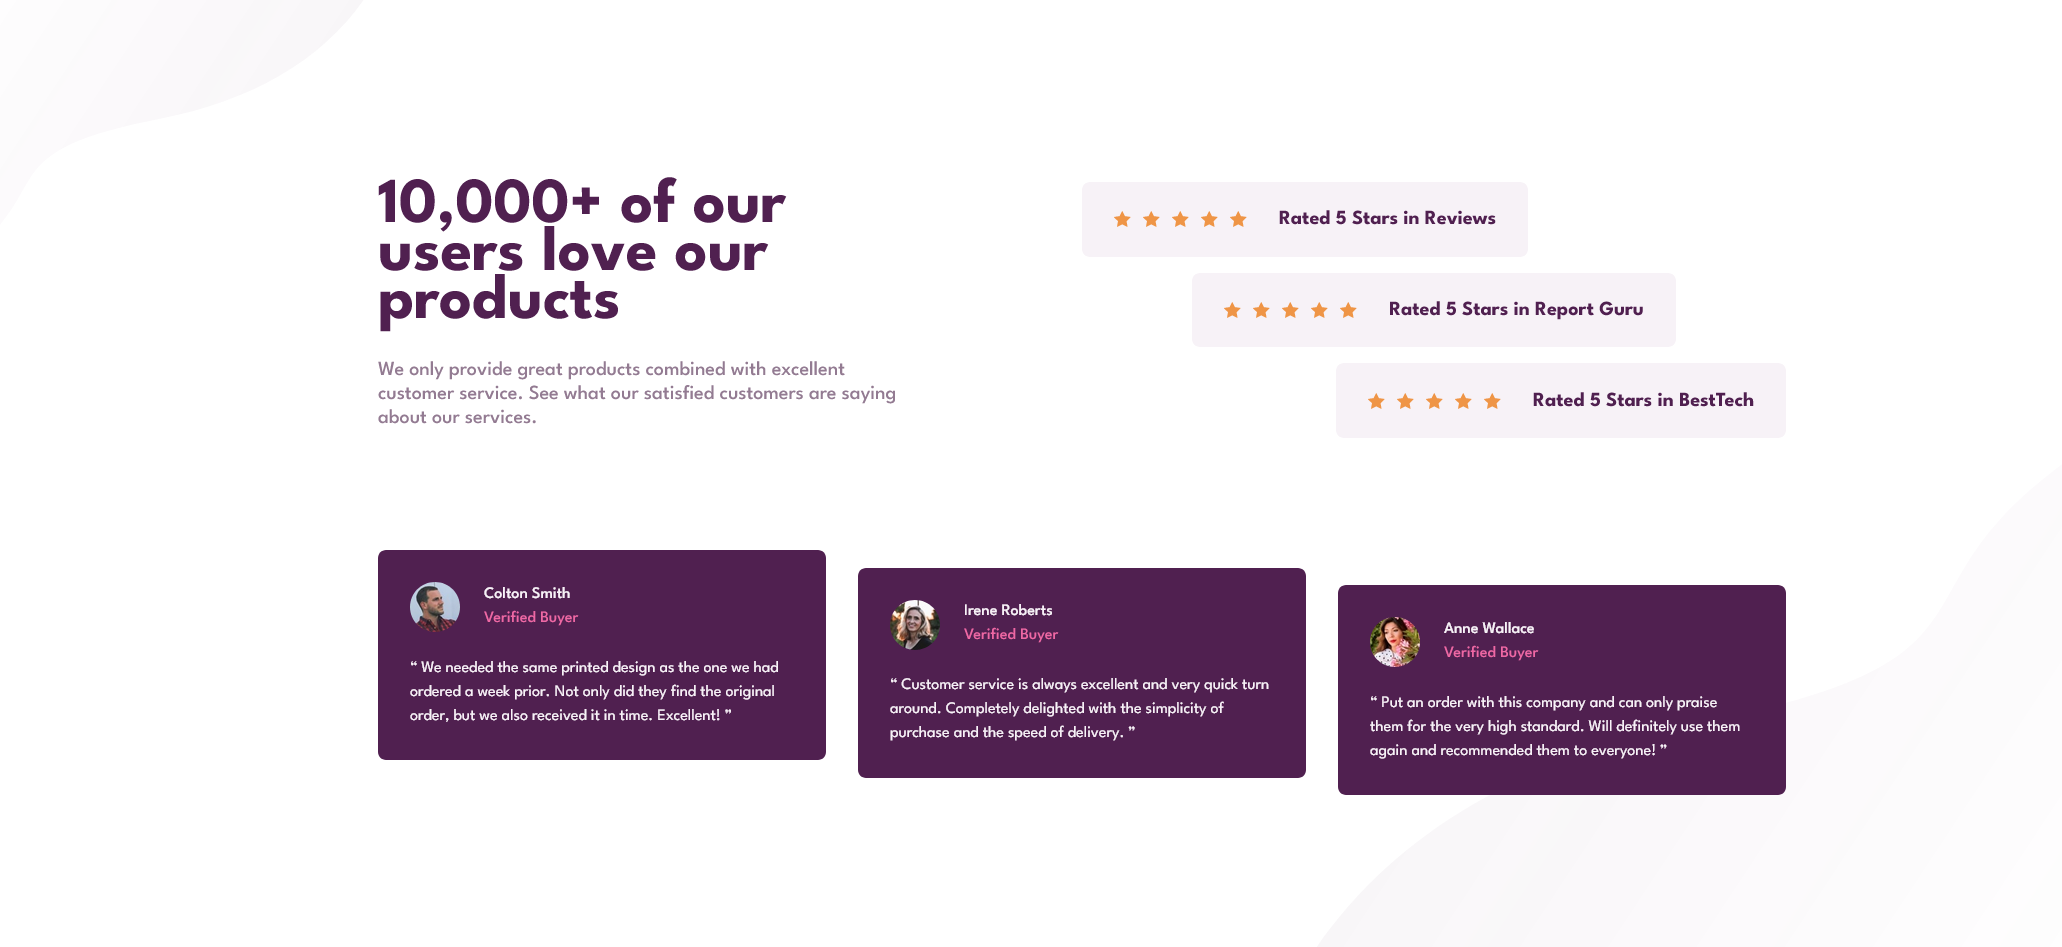 10,000+ of our
users love our
products
We only provide great products combined with excellent
customer service. See what our satisfied customers are saying
about our services.
Rated 5 Stars in Reviews
Rated 5 Stars in Report Guru
Rated 5 Stars in BestTech
Colton Smith
Verified Buyer
“ We needed the same printed design as the one we had
ordered a week prior. Not only did they find the original
order, but we also received it in time. Excellent! ”
Irene Roberts
Verified Buyer
“ Customer service is always excellent and very quick turn
around. Completely delighted with the simplicity of
purchase and the speed of delivery. ”
Anne Wallace
Verified Buyer
“ Put an order with this company and can only praise
them for the very high standard. Will definitely use them
again and recommended them to everyone! ”